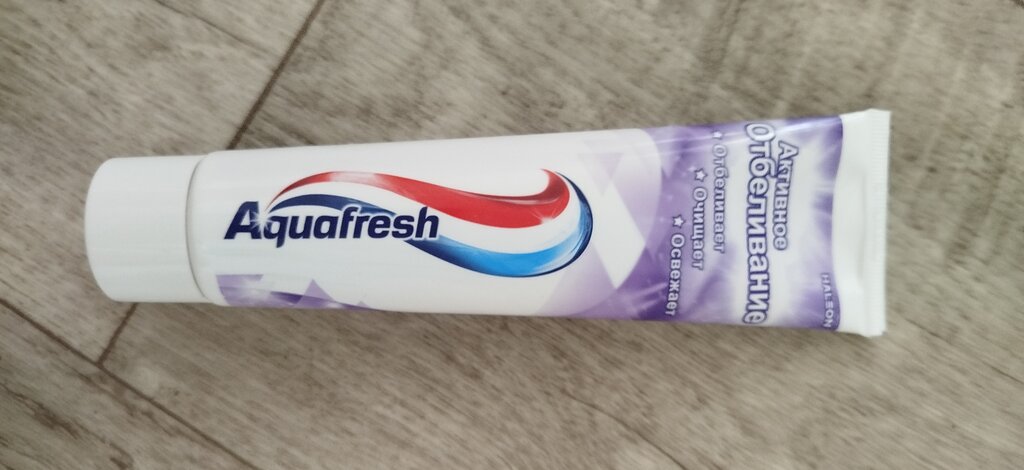 Aquafresh
Активное
Отбеливание
Отбеливает
Очищает
Освежает
HALEON